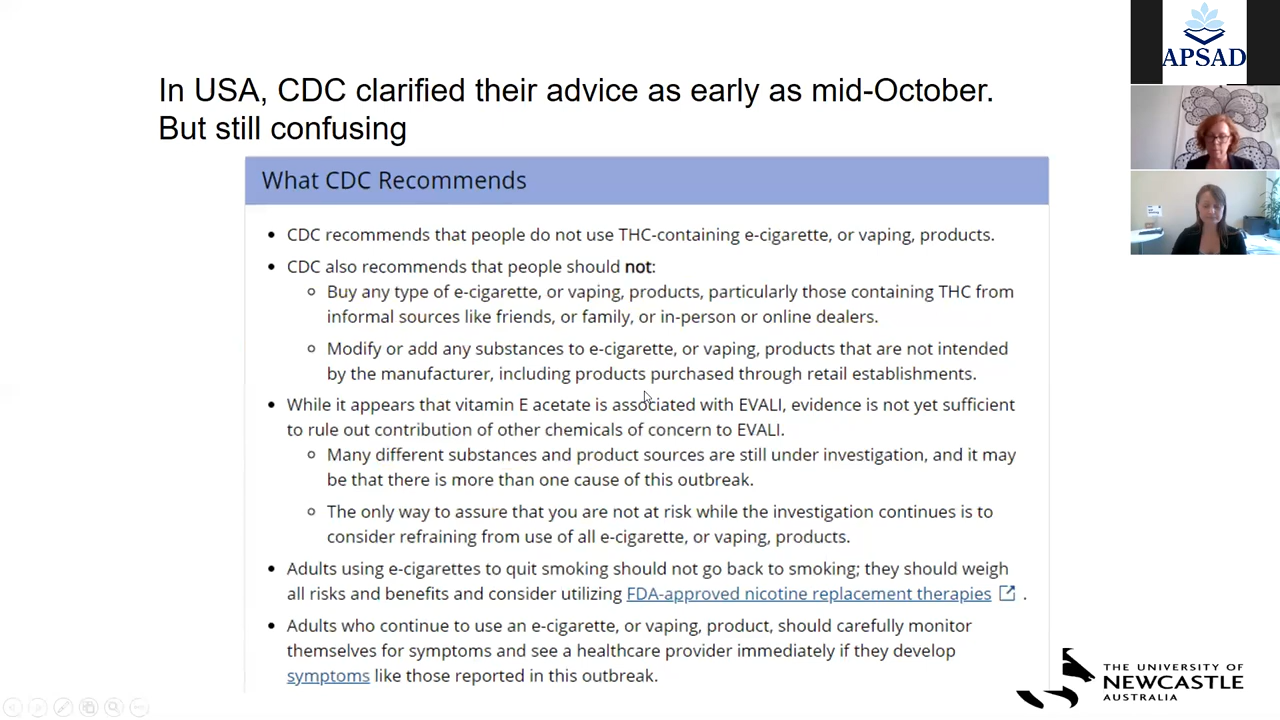 In USA, CDC clarified their advice as early as mid-October.
But still confusing
What CDC Recommends
• CDC recommends that people do not use THC-containing e-cigarette, or vaping, products.
• CDC also recommends that people should not:
Buy any type of e-cigarette, or vaping, products, particularly those containing THC from
informal sources like friends, or family, or in-person or online dealers.
Modify or add any substances to e-cigarette, or vaping, products that are not intended
by the manufacturer, including products purchased through retail establishments.
• While it appears that vitamin E acetate is associated with EVALI, evidence is not yet sufficient
to rule out contribution of other chemicals of concern to EVALI.
Many different substances and product sources are still under investigation, and it may
be that there is more than one cause of this outbreak.
The only way to assure that you are not at risk while the investigation continues is to
consider refraining from use of all e-cigarette, or vaping, products.
• Adults using e-cigarettes to quit smoking should not go back to smoking; they should weigh
all risks and benefits and consider utilizing FDA-approved nicotine replacement therapies .
• Adults who continue to use an e-cigarette, or vaping, product, should carefully monitor
themselves for symptoms and see a healthcare provider immediately if they develop
symptoms like those reported in this outbreak.
APSAD
THE UNIVERSITY OF
NEWCASTLE
AUSTRALIA